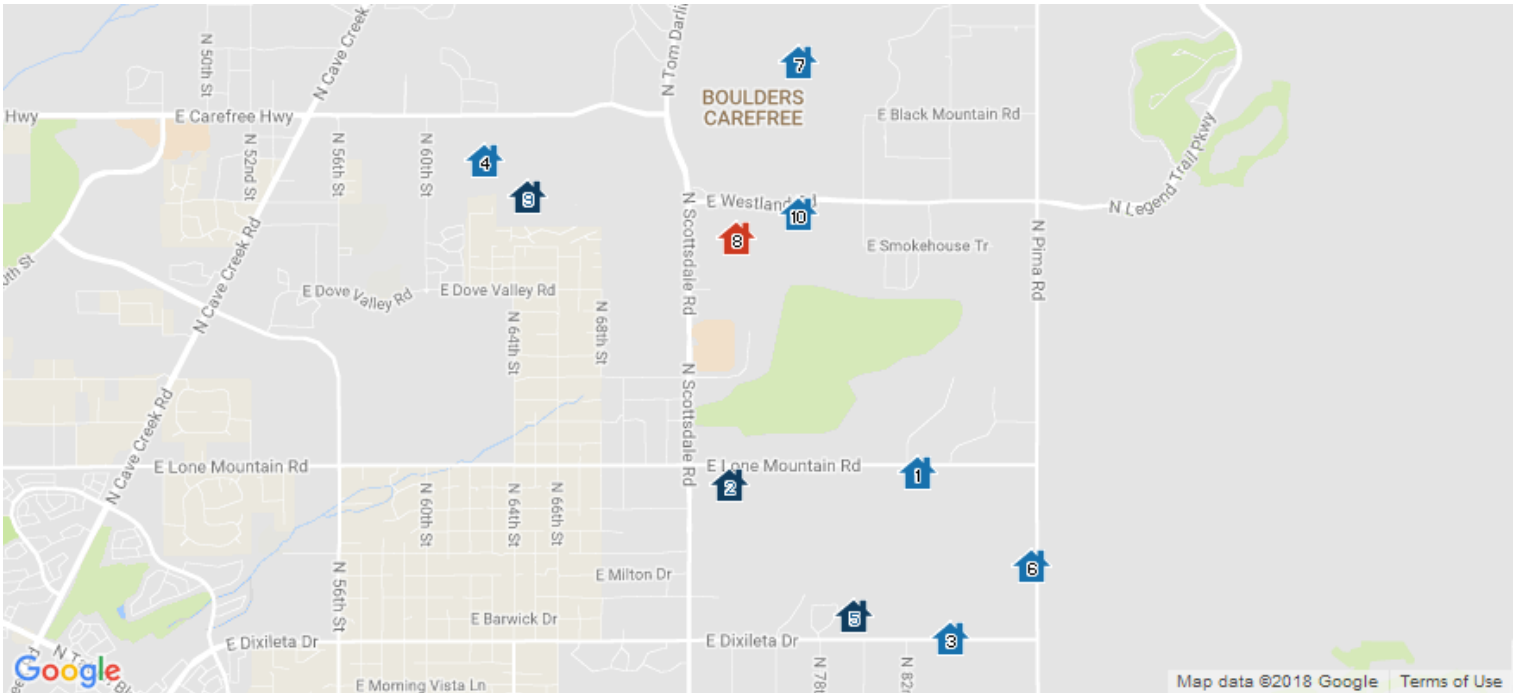 N 50th St
N Cave Creek
N Tom Darli
7
BOULDERS
CAREFREE
Hwy
E Carefree Hwy
E Black Mountain Rd
N 52nd St
N 56th St
N 60th St
4
N Legend Trail Pkwy
9
N Scottsdale Rd
E Westland Rd
10
8
E Smokehouse Tr
N Pima Rd
0th St
N Cave Creek Rd
E Dove Valley Rd
E Dove Valley Rd
N 64th St
N 68th St
N Scottsdale Rd
N Cave Creek Rd
E Lone Mountain Rd
E Lone Mountain Rd
1
2
N 60th St
N 64th St
N 66th St
N 56th St
E Milton Dr
6
E Barwick Dr
5
E Dixileta Dr
E Dixileta Dr
3
Google
E Morning Vista Ln
N 78t
N 82n
Map data ©2018 Google
Terms of Use